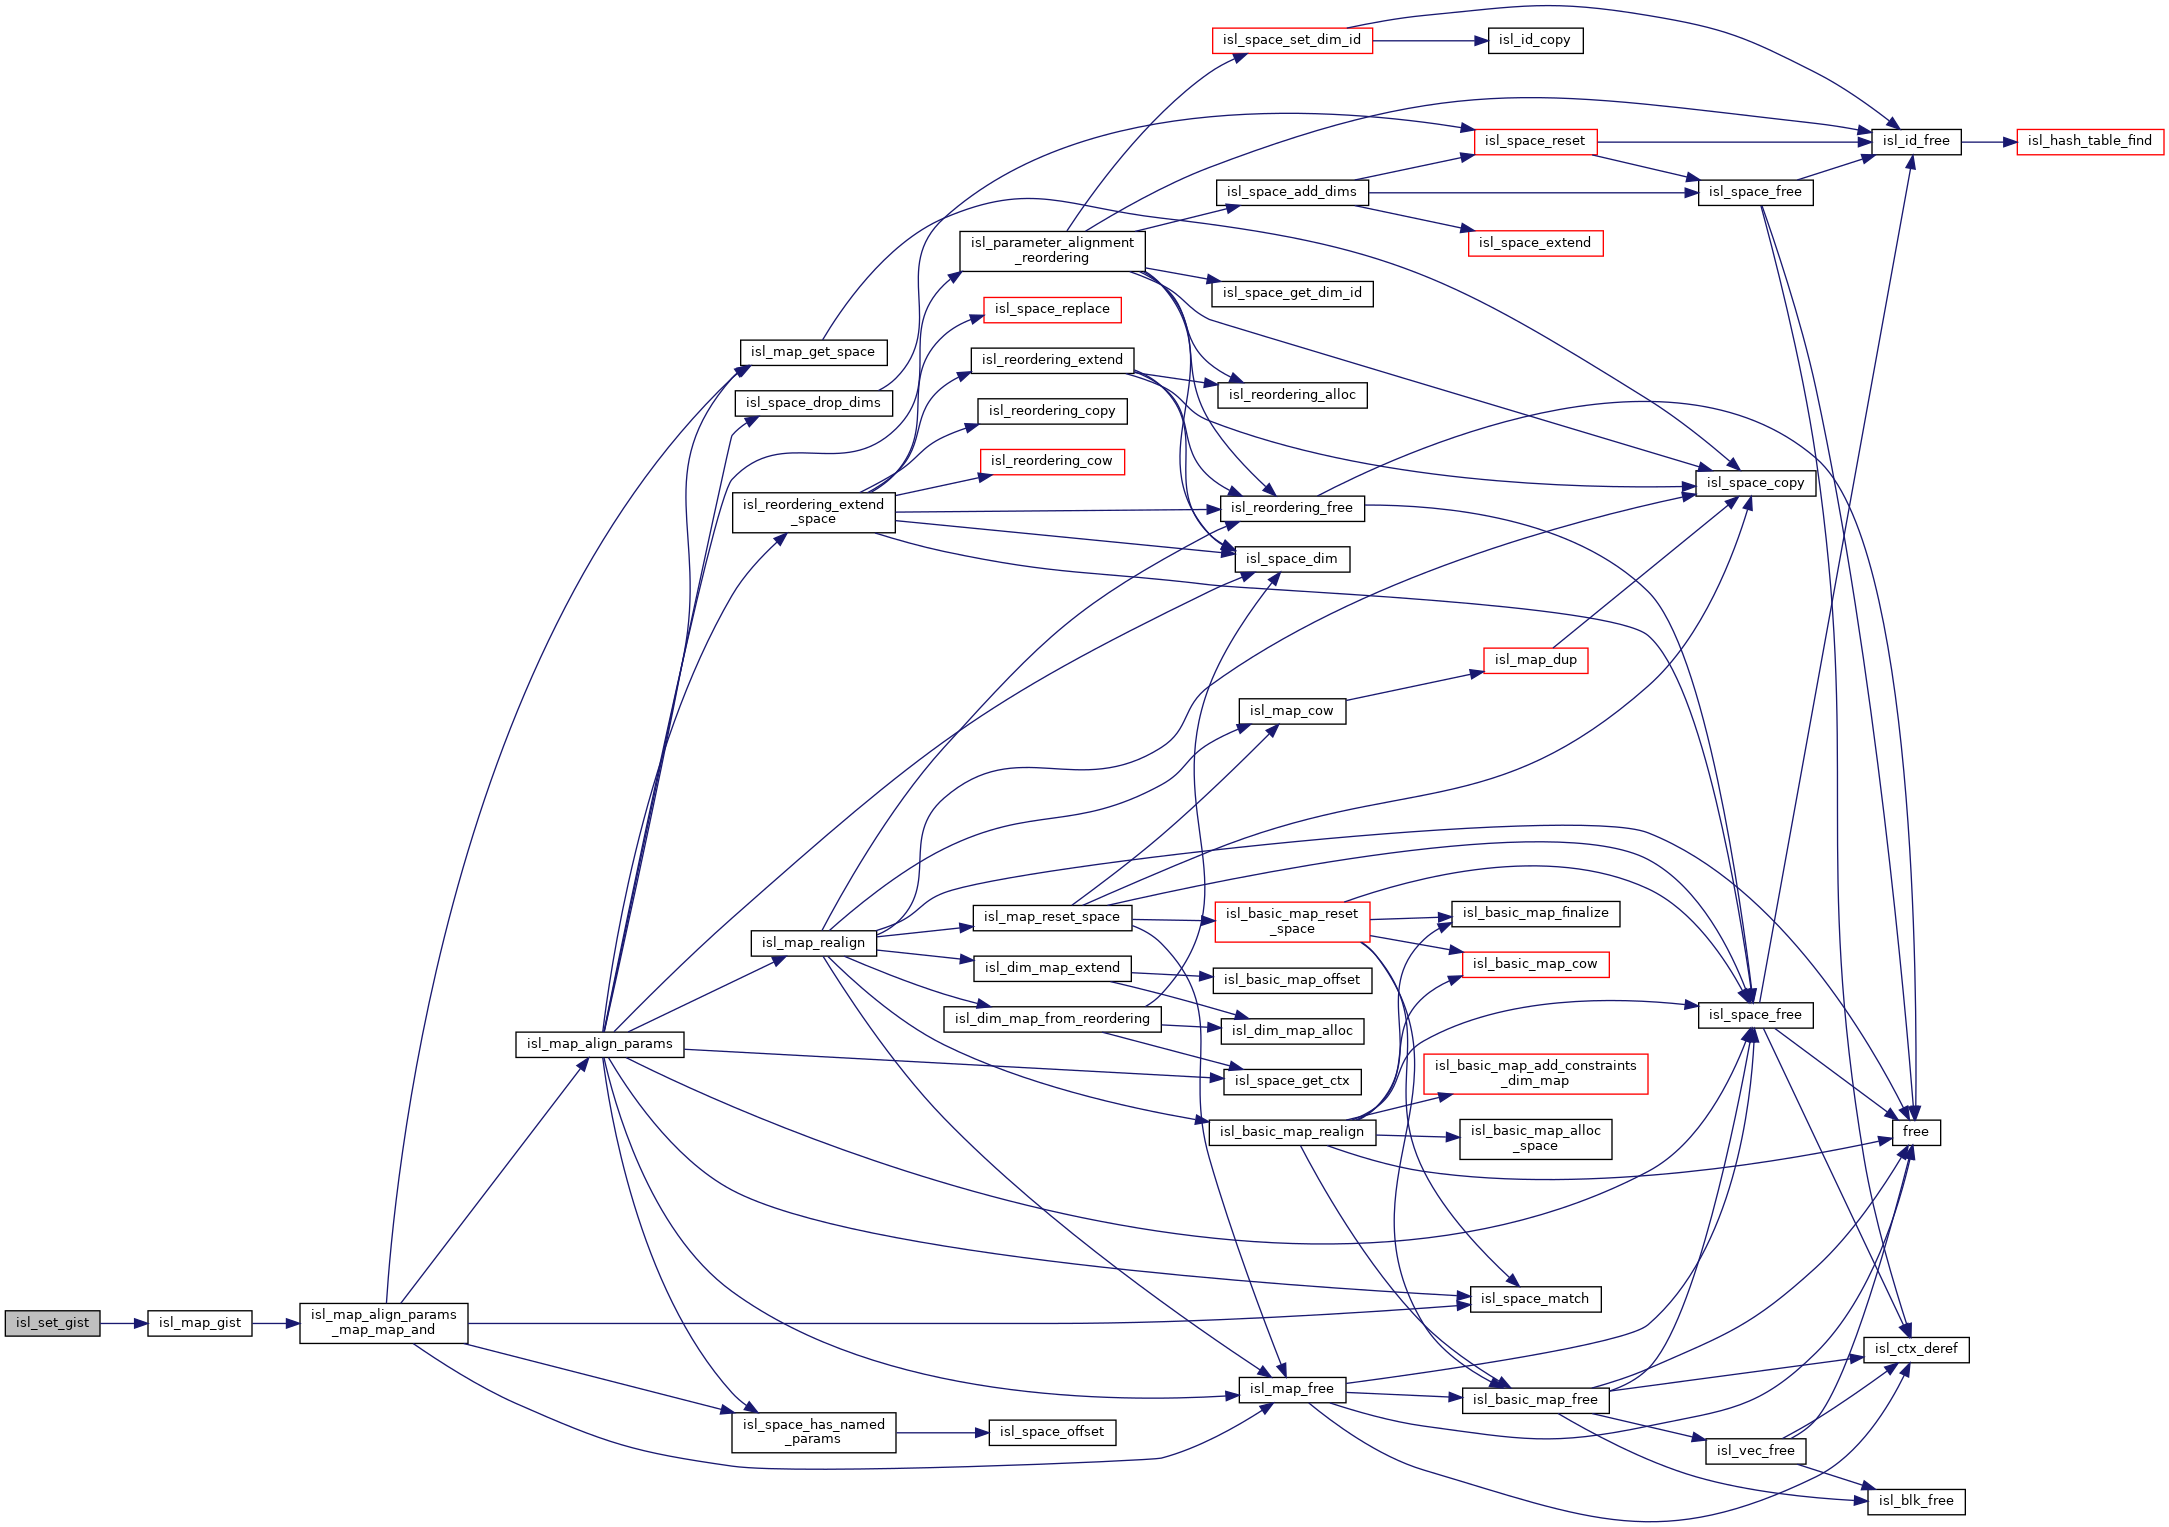 isl_space_set_dim_id
isl_id_copy
isl_space_reset
isl_id_free
isl_hash_table_find
isl_space_add_dims
isl_space_free
isl_parameter_alignment
_reordering
isl_space_extend
isl_space_get_dim_id
isl_space_replace
isl_map_get_space
isl_reordering_extend
isl_space_drop_dims
isl_reordering_alloc
isl_reordering_copy
isl_reordering_cow
isl_space_copy
isl_reordering_extend
_space
isl_reordering_free
isl_space_dim
isl_map_dup
isl_map_cow
isl_map_reset_space
isl_basic_map_reset
_space
isl_basic_map_finalize
isl_map_realign
isl_basic_map_cow
isl_dim_map_extend
isl_basic_map_offset
isl_dim_map_from_reordering
isl_dim_map_alloc
isl_space_free
isl_map_align_params
isl_space_get_ctx
isl_basic_map_add_constraints
_dim_map
isl_basic_map_realign
isl_basic_map_alloc
_space
free
isl_space_match
isl_set_gist
isl_map_gist
isl_map_align_params
_map_map_and
isl_ctx_deref
isl_map_free
isl_basic_map_free
isl_space_has_named
_params
isl_space_offset
isl_vec_free
isl_blk_free